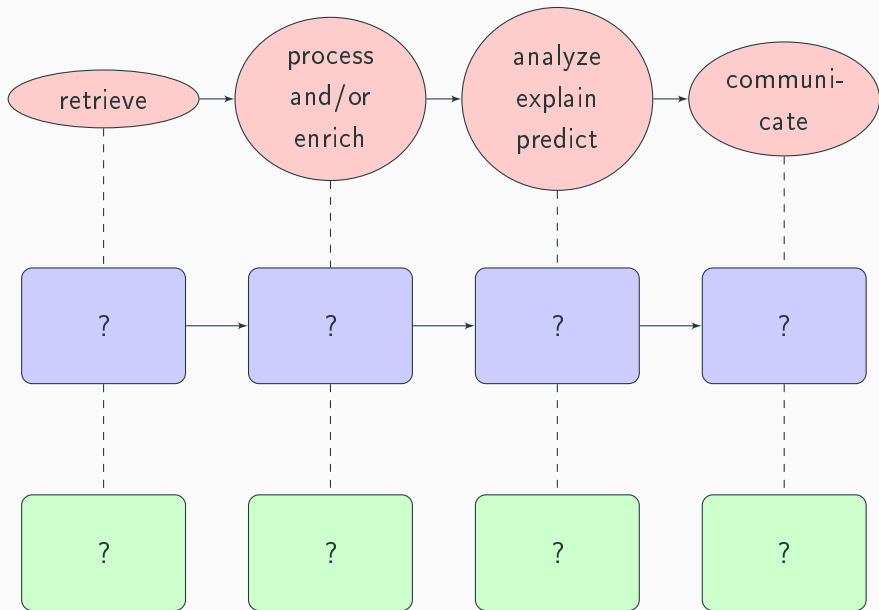 retrieve
process
and/or
enrich
analyze
explain
predict
communi-
cate
?
?
?
?
?
?
?
?